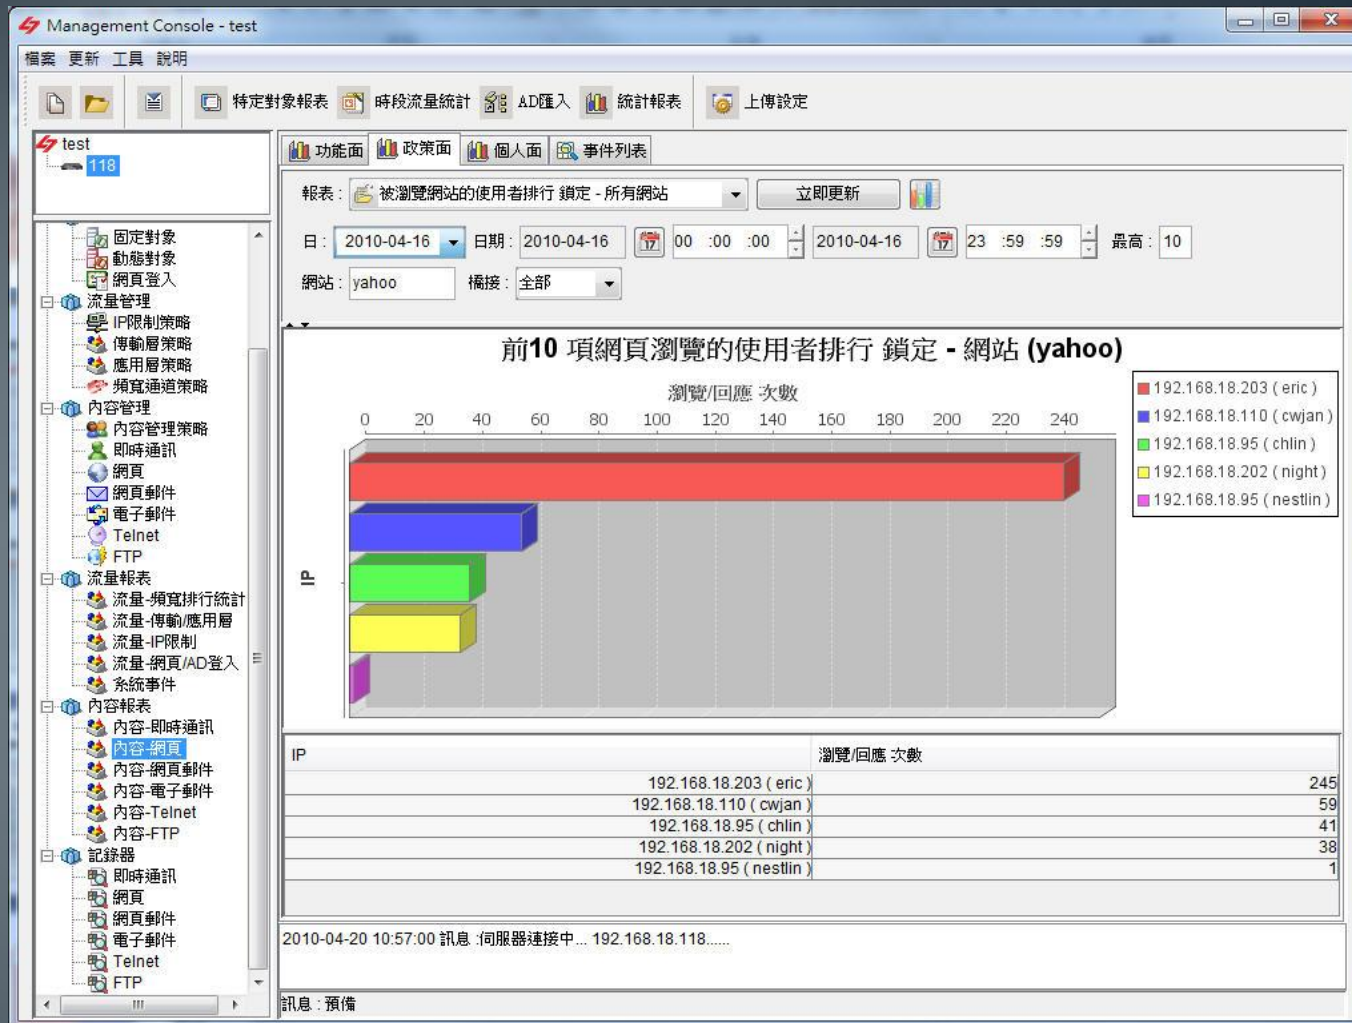 Management Console - test
檔案 更新 工具 說明
特定對象報表 時段流量統計 AD匯入 統計報表 上傳設定
test
118
固定對象
動態對象
網頁登入
流量管理
IP限制策略
傳輸層策略
應用層策略
頻寬通道策略
內容管理
內容管理策略
即時通訊
網頁
網頁郵件
電子郵件
Telnet
FTP
流量報表
流量-頻寬排行統計
流量-傳輸/應用層
流量-IP限制
流量-網頁/AD登入
系統事件
內容報表
內容-即時通訊
內容-網頁
內容-網頁郵件
內容-電子郵件
內容-Telnet
內容-FTP
記錄器
即時通訊
網頁
網頁郵件
電子郵件
Telnet
FTP
功能面 政策面 個人面 事件列表
報表 : 被瀏覽網站的使用者排行 鎖定 - 所有網站 立即更新
日 : 2010-04-16 日期 : 2010-04-16 17 00 :00 :00 2010-04-16 17 23 :59 :59 最高 : 10
網站 : yahoo 橋接 : 全部
前10 項網頁瀏覽的使用者排行 鎖定 - 網站 (yahoo)
瀏覽/回應 次數
0 20 40 60 80 100 120 140 160 180 200 220 240
IP
192.168.18.203 ( eric )
192.168.18.110 ( cwjan )
192.168.18.95 ( chlin )
192.168.18.202 ( night )
192.168.18.95 ( nestlin )
IP 瀏覽/回應 次數
192.168.18.203 ( eric ) 245
192.168.18.110 ( cwjan ) 59
192.168.18.95 ( chlin ) 41
192.168.18.202 ( night ) 38
192.168.18.95 ( nestlin ) 1
2010-04-20 10:57:00 訊息 :伺服器連接中... 192.168.18.118......
訊息 : 預備